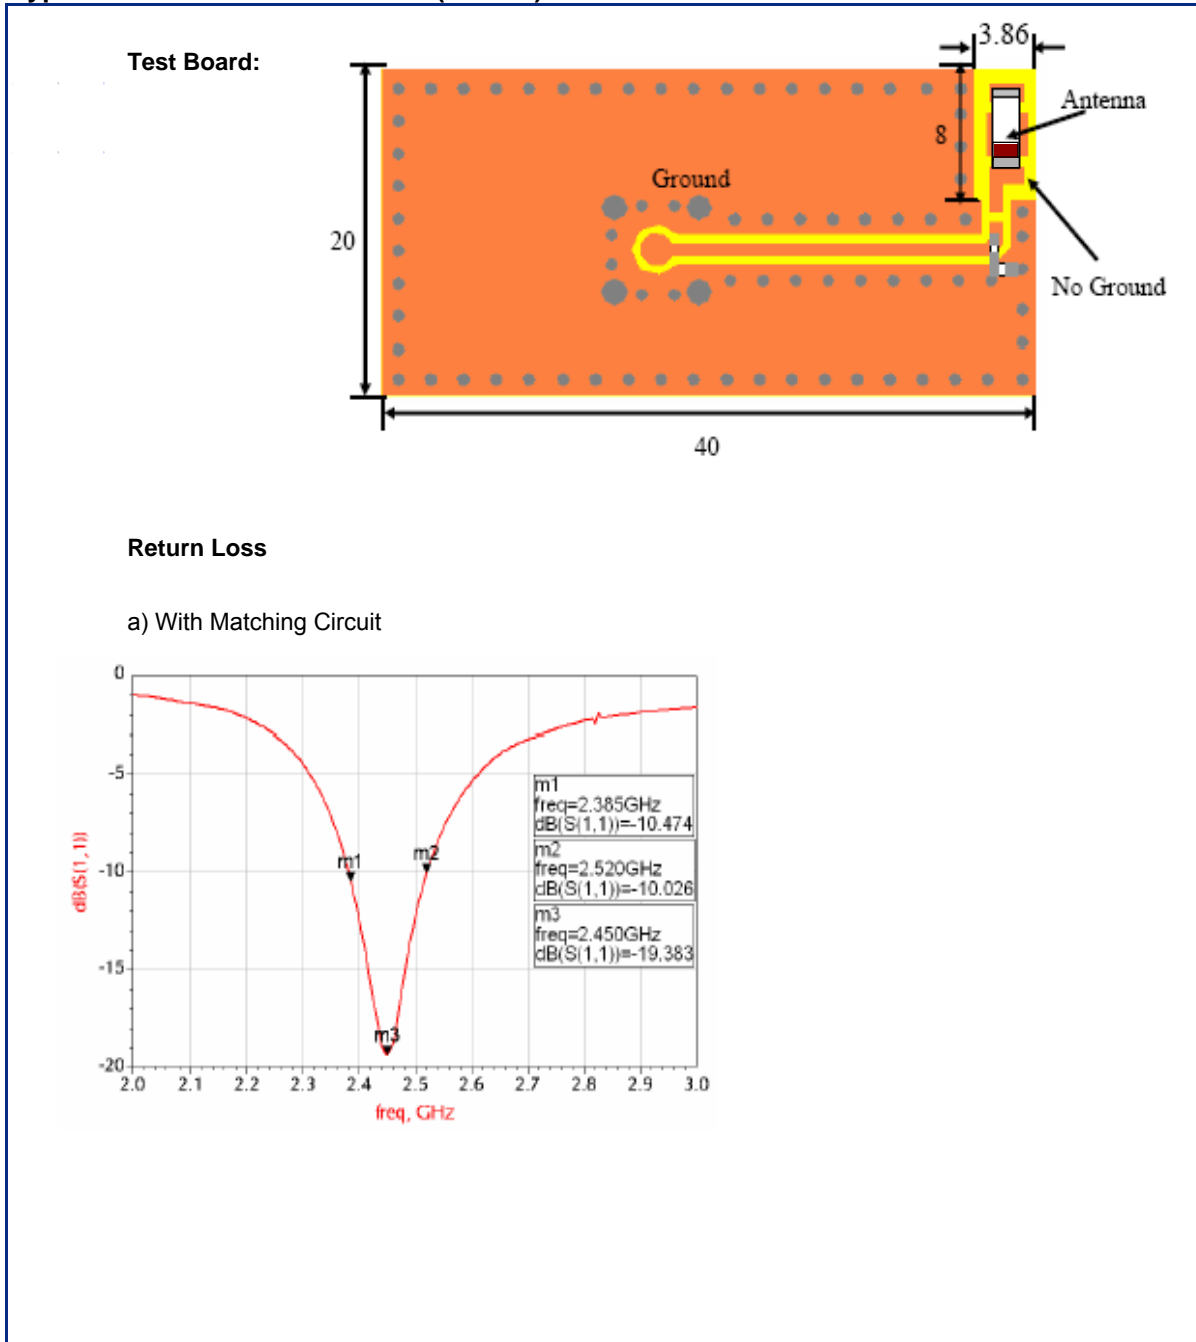 Test Board:
3.86
Antenna
8
Ground
20
No Ground
40
Return Loss
a) With Matching Circuit
0
-5
-10
-15
-20
dB(S(1,1))
m1
m2
m3
m1
freq=2.385GHz
dB(S(1,1))=-10.474
m2
freq=2.520GHz
dB(S(1,1))=-10.026
m3
freq=2.450GHz
dB(S(1,1))=-19.383
2.0 2.1 2.2 2.3 2.4 2.5 2.6 2.7 2.8 2.9 3.0
freq, GHz